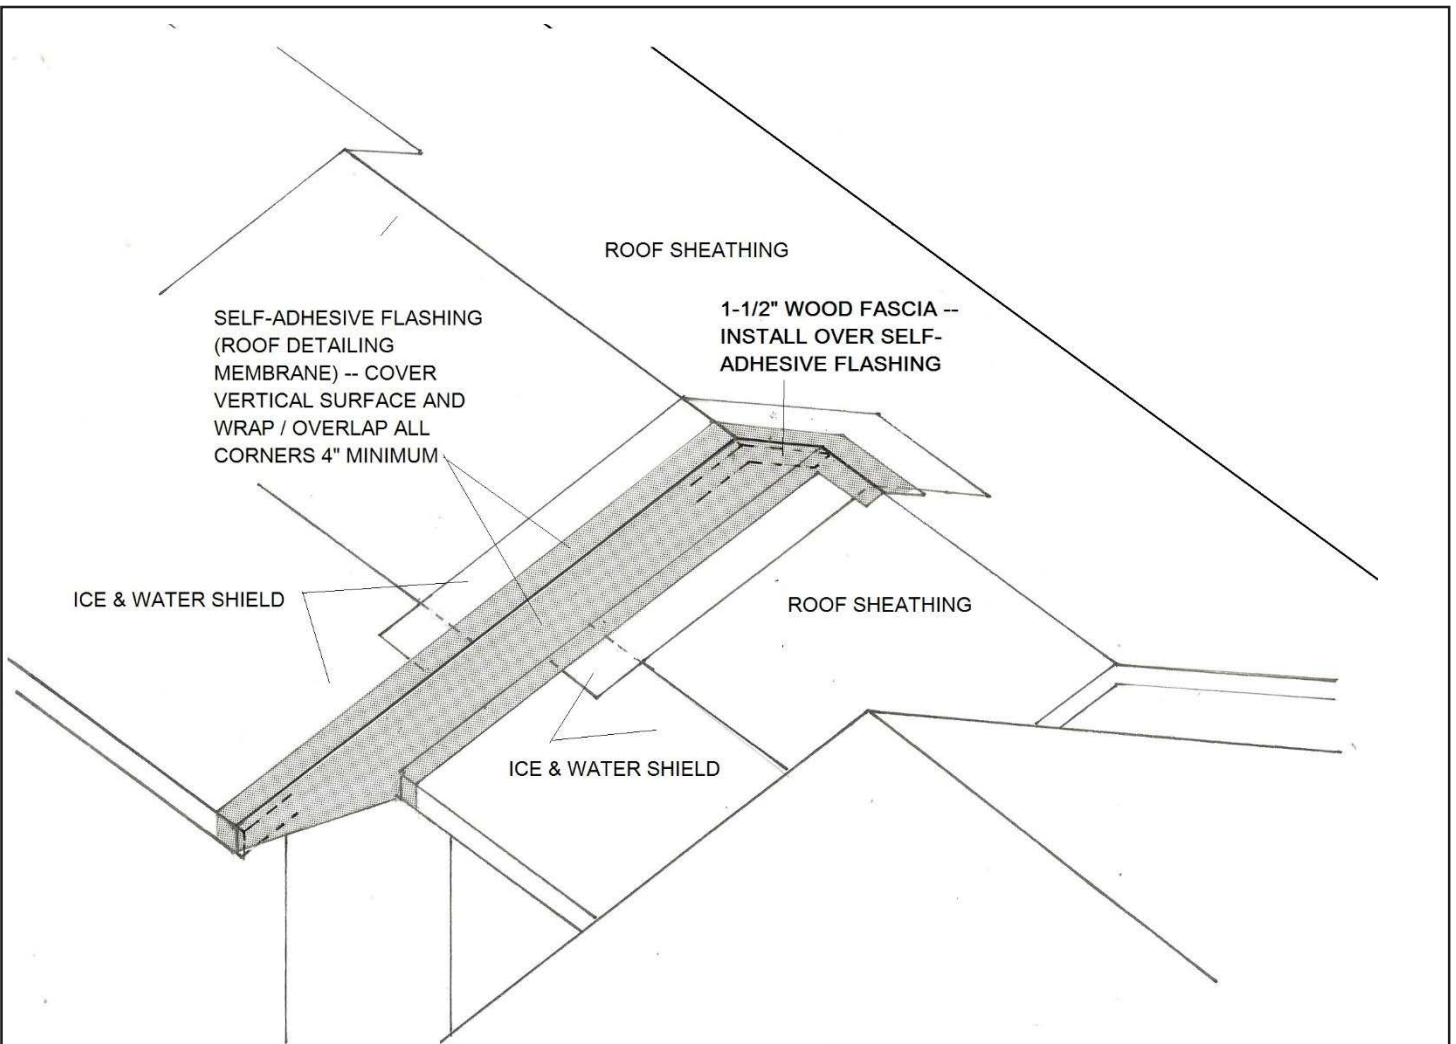 ROOF SHEATHING
SELF-ADHESIVE FLASHING
(ROOF DETAILING
MEMBRANE) -- COVER
VERTICAL SURFACE AND
WRAP / OVERLAP ALL
CORNERS 4" MINIMUM
1-1/2" WOOD FASCIA --
INSTALL OVER SELF-
ADHESIVE FLASHING
ICE & WATER SHIELD
ROOF SHEATHING
ICE & WATER SHIELD